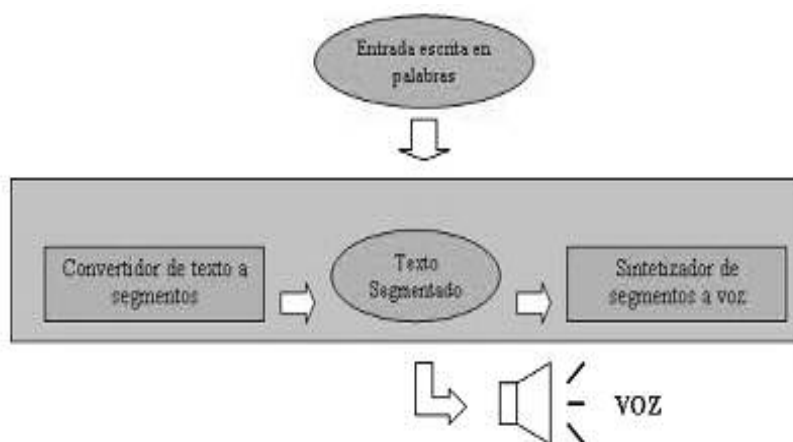 Entrada escrita en
palabras
Convertidor de texto a
segmentos
Texto
Segmentado
Sintetizador de
segmentos a voz
VOZ